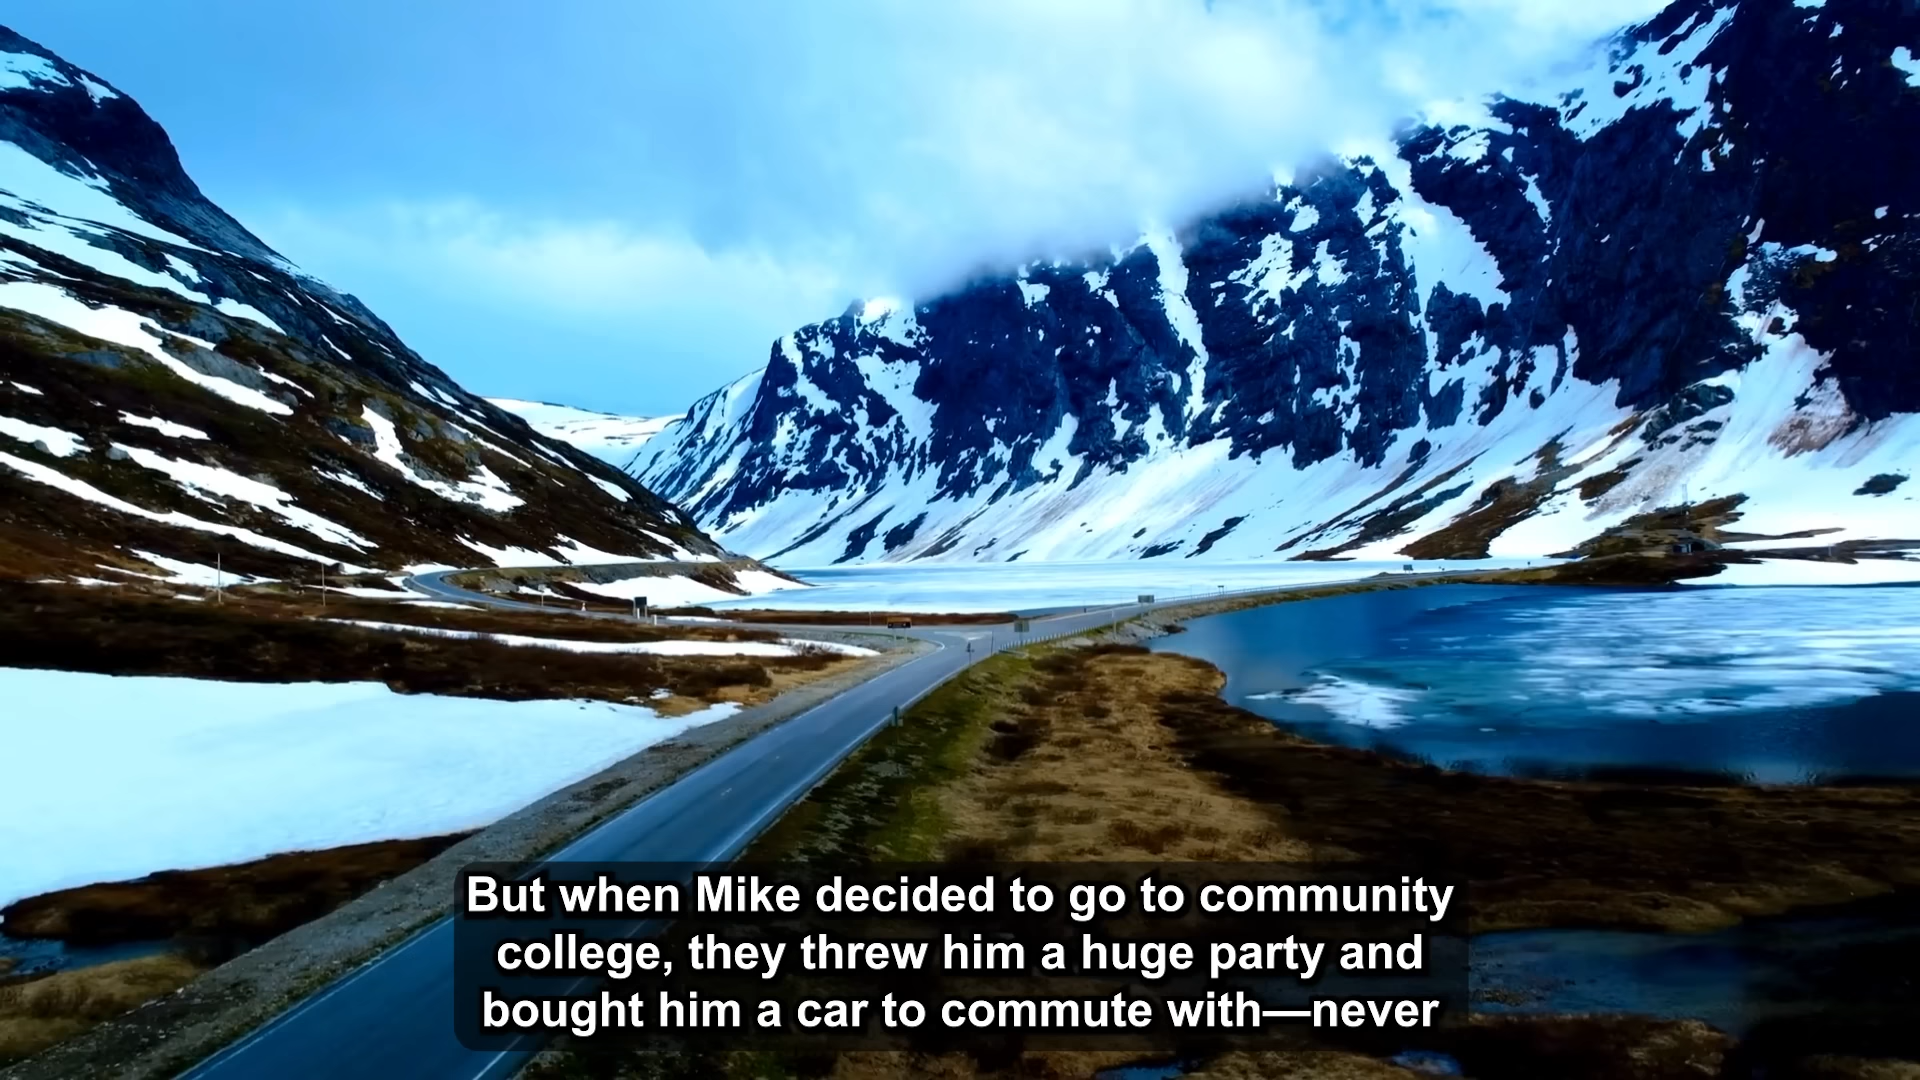 But when Mike decided to go to community
college, they threw him a huge party and
bought him a car to commute with—never